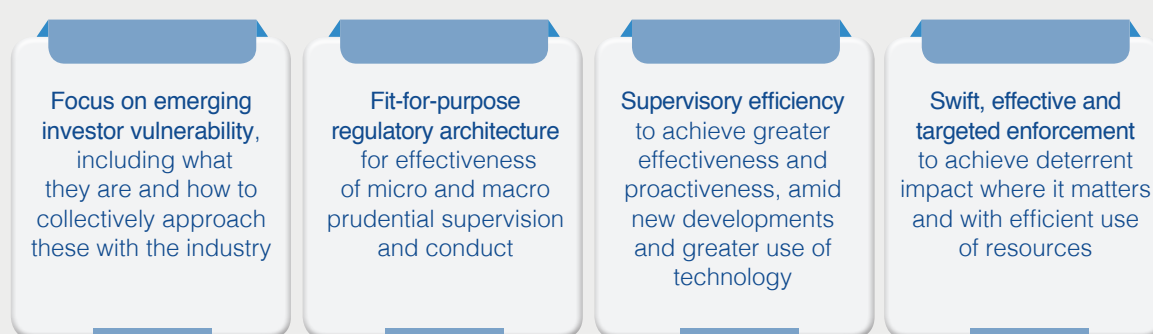 Focus on emerging
investor vulnerability,
including what
they are and how to
collectively approach
these with the industry
Fit-for-purpose
regulatory architecture
for effectiveness
of micro and macro
prudential supervision
and conduct
Supervisory efficiency
to achieve greater
effectiveness and
proactiveness, amid
new developments
and greater use of
technology
Swift, effective and
targeted enforcement
to achieve deterrent
impact where it matters
and with efficient use
of resources